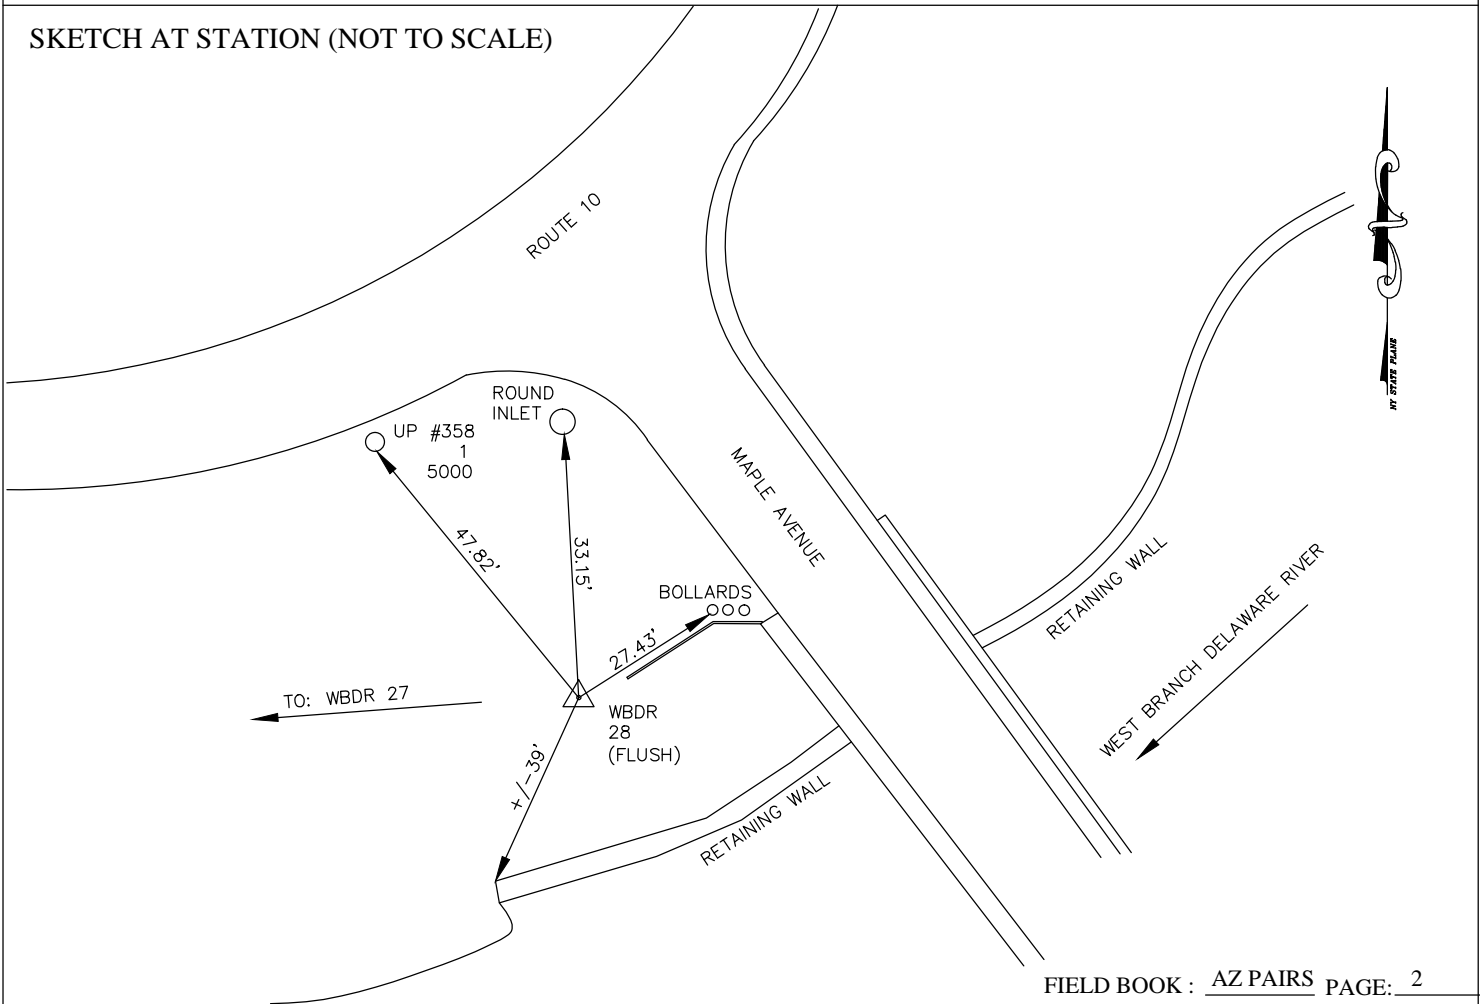 SKETCH AT STATION (NOT TO SCALE)
ROUTE 10
NY STATE PLANE
ROUND
INLET
UP #358
1
5000
MAPLE AVENUE
47.82'
33.15'
BOLLARDS
27.43'
RETAINING WALL
WEST BRANCH DELAWARE RIVER
TO: WBDR 27
WBDR
28
(FLUSH)
+/-39'
RETAINING WALL
FIELD BOOK : AZ PAIRS PAGE: 2